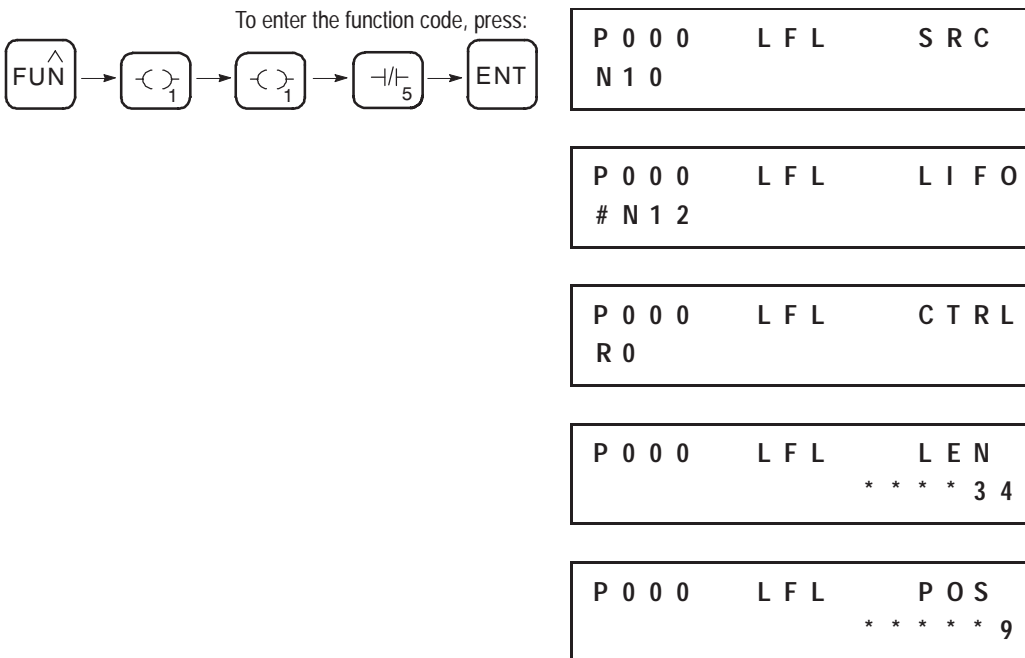 To enter the function code, press:
FUN
1
1
5
ENT
P000 LFL SRC
N10
P000 LFL LIFO
#N12
P000 LFL CTRL
R0
P000 LFL LEN
****34
P000 LFL POS
*****9